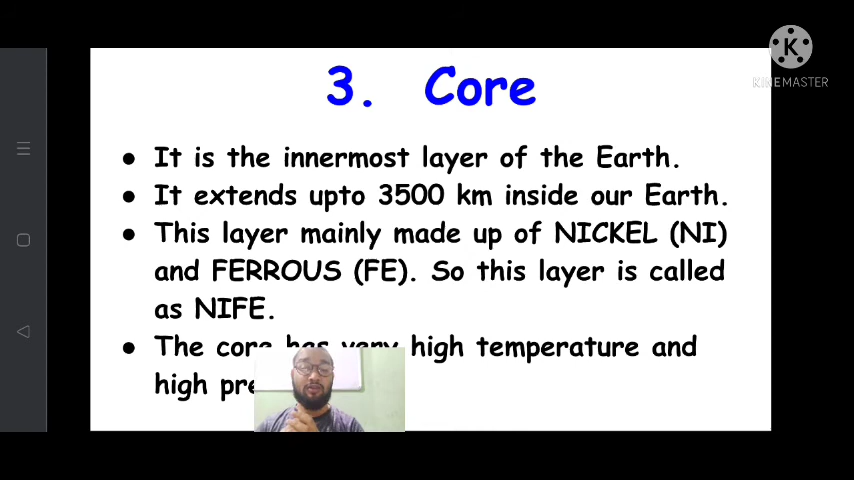 KINEMASTER
3. Core
● It is the innermost layer of the Earth.
● It extends upto 3500 km inside our Earth.
● This layer mainly made up of NICKEL (NI)
and FERROUS (FE). So this layer is called
as NIFE.
● The core has very high temperature and
high